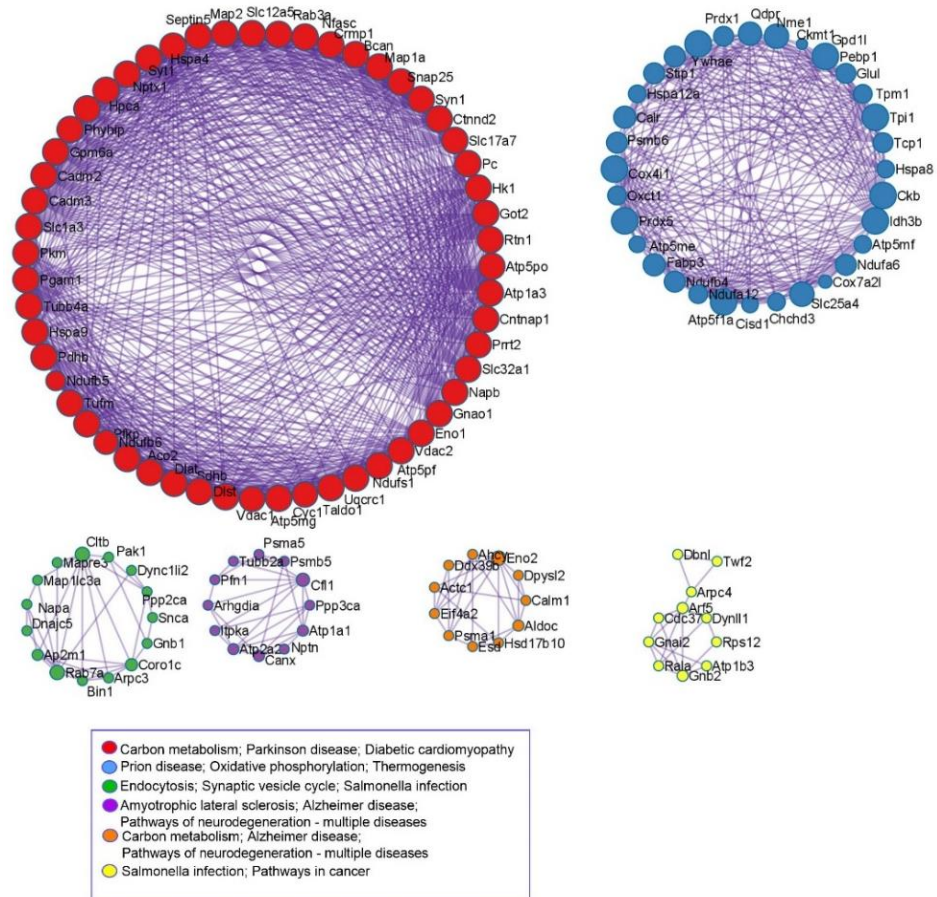 Septin5
Map2
Slc12a5
Rab3a
Nfasc
Crmp1
Bcan
Map1a
Snap25
Syn1
Ctnnd2
Slc17a7
Pc
Hk1
Got2
Rtn1
Atp5po
Atp1a3
Cntnap1
Prrt2
Slc32a1
Napb
Gnao1
Eno1
Vdac2
Atp5pf
Ndufs1
Uqcrc1
Taldo1
Cyc1
Atp5mg
Vdac1
Dlst
Sdhb
Dlat
Aco2
Ndufb6
Pfkp
Tufm
Ndufb5
Pdhb
Hspa9
Tubb4a
Pgam1
Pkm
Slc1a3
Cadm3
Cadm2
Gpm6a
Phyhip
Hpca
Nptx1
Syt1
Hspa4
Prdx1
Qdpr
Nme1
Ckmt1
Gpd1l
Pebp1
Glul
Tpm1
Tpi1
Tcp1
Hspa8
Ckb
Idh3b
Atp5mf
Ndufa6
Cox7a2l
Slc25a4
Chchd3
Cisd1
Atp5f1a
Ndufa12
Ndufb4
Fabp3
Atp5me
Prdx5
Oxct1
Cox4i1
Psmb6
Calr
Hspa12a
Stip1
Ywhae
Cltb
Pak1
Mapre3
Dync1li2
Map1lc3a
Ppp2ca
Napa
Snca
Dnajc5
Gnb1
Ap2m1
Coro1c
Rab7a
Arpc3
Bin1
Psma5
Tubb2a
Psmb5
Pfn1
Cfl1
Arhgdia
Ppp3ca
Itpka
Atp1a1
Atp2a2
Nptn
Canx
Ahcy
Eno2
Ddx39b
Dpysl2
Actc1
Calm1
Eif4a2
Aldoc
Psma1
Hsd17b10
Esd
Dbnl
Twf2
Arpc4
Arf5
Cdc37
Dynll1
Gnai2
Rps12
Rala
Atp1b3
Gnb2
Carbon metabolism; Parkinson disease; Diabetic cardiomyopathy
Prion disease; Oxidative phosphorylation; Thermogenesis
Endocytosis; Synaptic vesicle cycle; Salmonella infection
Amyotrophic lateral sclerosis; Alzheimer disease;
Pathways of neurodegeneration - multiple diseases
Carbon metabolism; Alzheimer disease;
Pathways of neurodegeneration - multiple diseases
Salmonella infection; Pathways in cancer